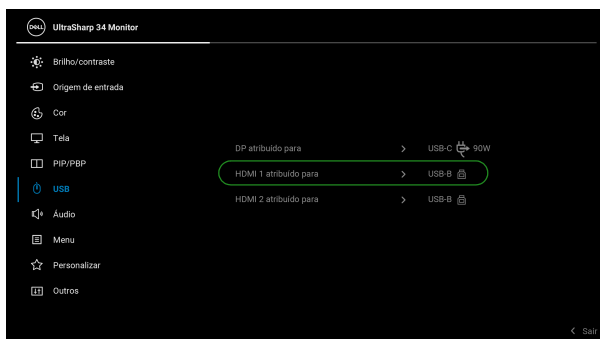 DELL UltraSharp 34 Monitor
Brilho/contraste
Origem de entrada
Cor
Tela
DP atribuído para USB-C 90W
PIP/PBP
HDMI 1 atribuído para USB-B
USB
HDMI 2 atribuído para USB-B
Áudio
Menu
Personalizar
Outros
Sair